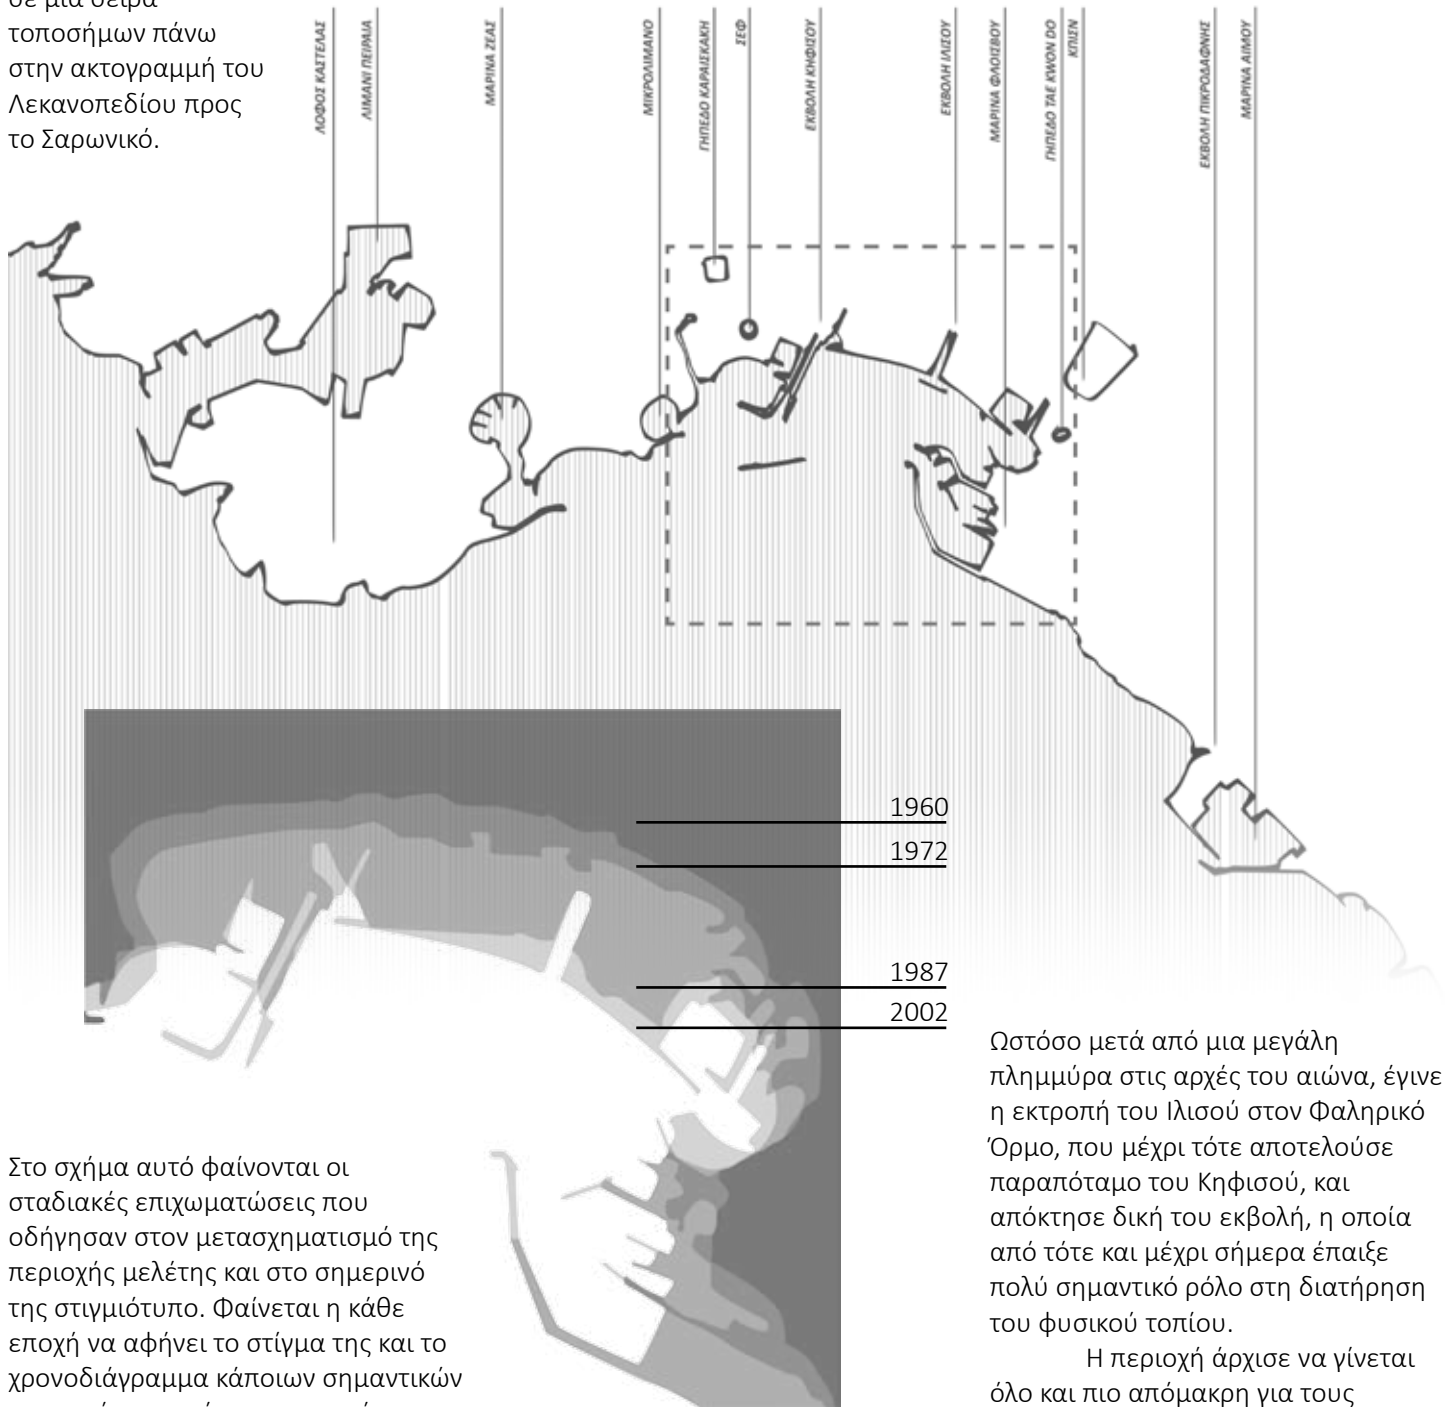 σε μια σειρά
τοποσήμων πάνω
στην ακτογραμμή του
Λεκανοπεδίου προς
το Σαρωνικό.
ΛΟΦΟΣ ΚΑΣΤΕΛΑΣ
ΛΙΜΑΝΙ ΠΕΙΡΑΙΑ
ΜΑΡΙΝΑ ΖΕΑΣ
ΜΙΚΡΟΛΙΜΑΝΟ
ΓΗΠΕΔΟ ΚΑΡΑΙΣΚΑΚΗ
ΣΕΦ
ΕΚΒΟΛΗ ΚΗΦΙΣΟΥ
ΕΚΒΟΛΗ ΙΛΙΣΟΥ
ΜΑΡΙΝΑ ΦΛΟΙΣΒΟΥ
ΓΗΠΕΔΟ TAE KWON DO
ΚΠΙΣΝ
ΕΚΒΟΛΗ ΠΙΚΡΟΔΑΦΝΗΣ
ΜΑΡΙΝΑ ΑΙΜΟΥ
1960
1972
1987
2002
Στο σχήμα αυτό φαίνονται οι
σταδιακές επιχωματώσεις που
οδήγησαν στον μετασχηματισμό της
περιοχής μελέτης και στο σημερινό
της στιγμιότυπο. Φαίνεται η κάθε
εποχή να αφήνει το στίγμα της και το
χρονοδιάγραμμα κάποιων σημαντικών
Ωστόσο μετά από μια μεγάλη
πλημμύρα στις αρχές του αιώνα, έγινε
η εκτροπή του Ιλισού στον Φαληρικό
Όρμο, που μέχρι τότε αποτελούσε
παραπόταμο του Κηφισού, και
απόκτησε δική του εκβολή, η οποία
από τότε και μέχρι σήμερα έπαιξε
πολύ σημαντικό ρόλο στη διατήρηση
του φυσικού τοπίου.
Η περιοχή άρχισε να γίνεται
όλο και πιο απόμακρη για τους